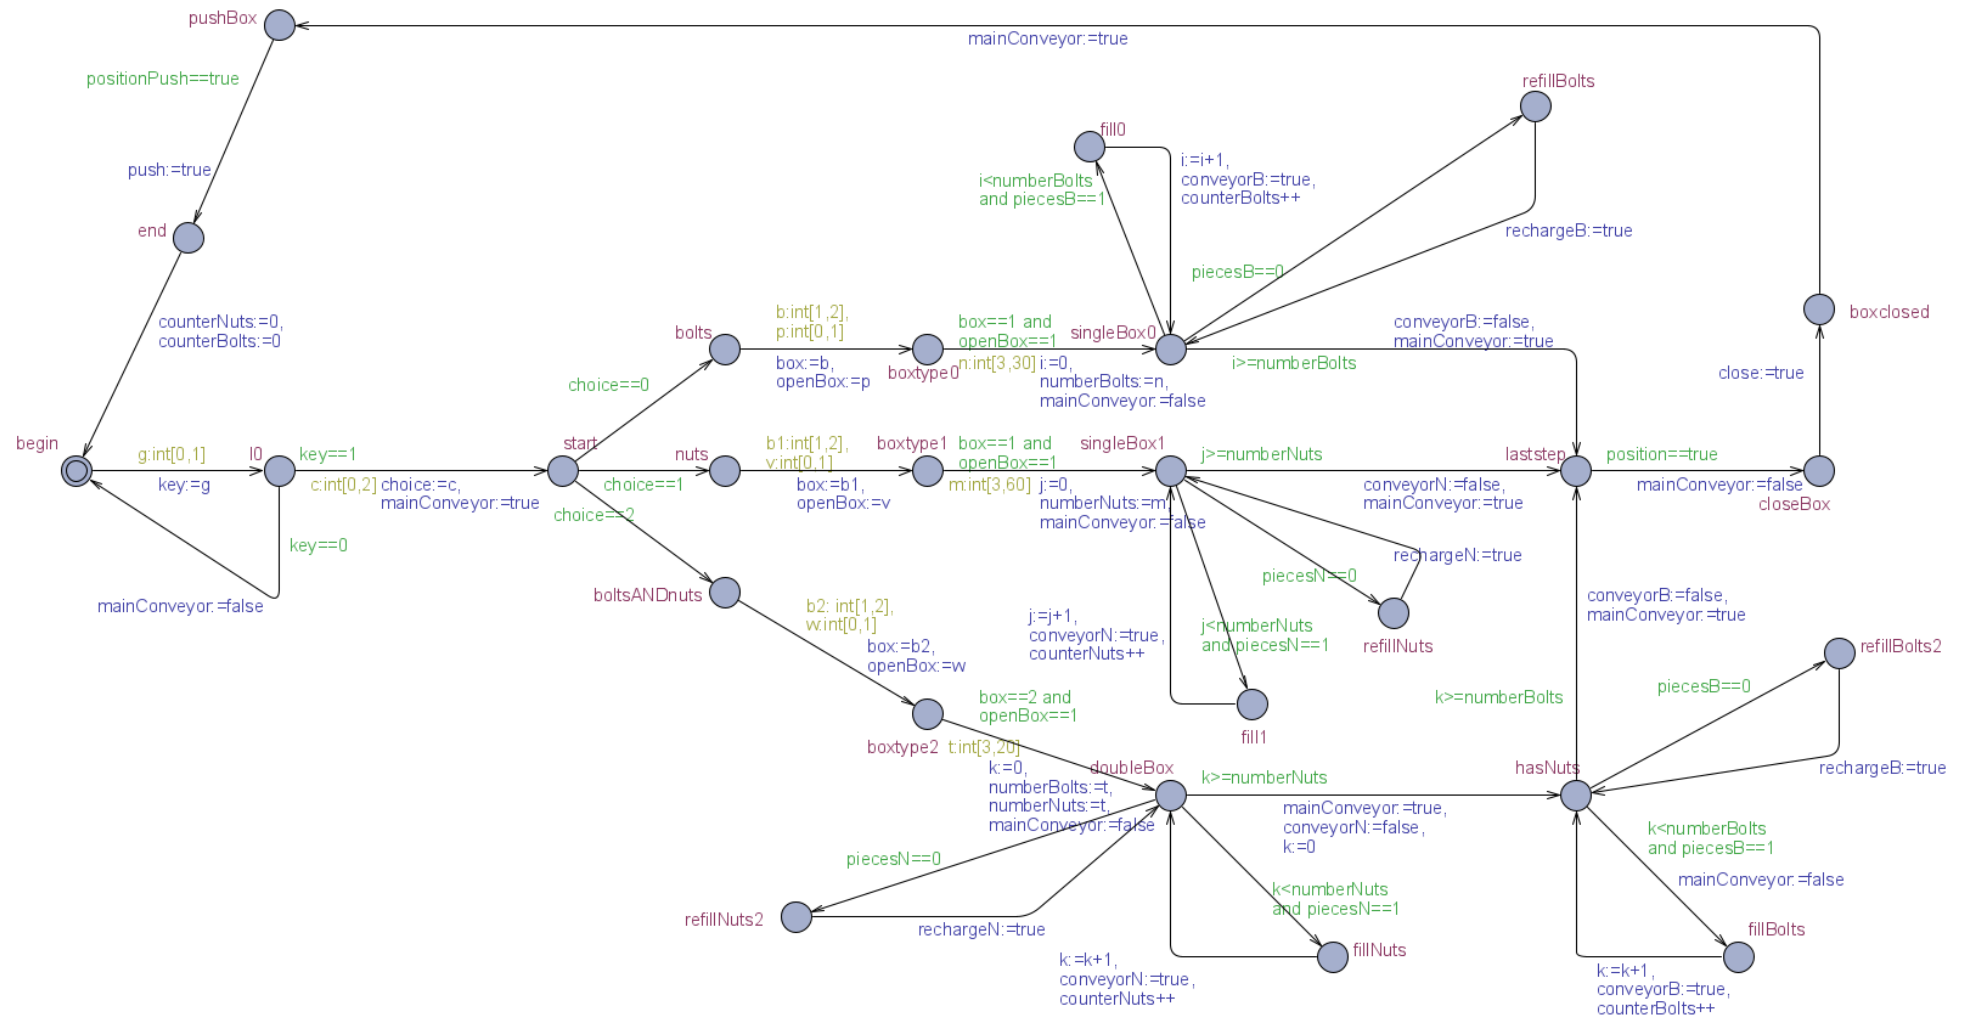 pushBox
mainConveyor:=true
positionPush==true
refillBolts
fill0
i:=i+1,
conveyorB:=true,
counterBolts++
i<numberBolts
and piecesB==1
push:=true
end
rechargeB:=true
piecesB==0
boxclosed
counterNuts:=0,
counterBolts:=0
b:int[1,2],
p:int[0,1]
bolts
box:=b,
openBox:=p
box==1 and
openBox==1
boxtype0
n:int[3,30]
i:=0,
numberBolts:=n,
mainConveyor:=false
singleBox0
conveyorB:=false,
mainConveyor:=true
i>=numberBolts
close:=true
choice==0
begin
g:int[0,1]
key:=g
l0
key==1
c:int[0,2]
choice:=c,
mainConveyor:=true
start
nuts
choice==1
choice==2
b1:int[1,2],
v:int[0,1]
box:=b1,
openBox:=v
boxtype1
box==1 and
openBox==1
m:int[3,60]
j:=0,
numberNuts:=m,
mainConveyor:=false
singleBox1
j>=numberNuts
conveyorN:=false,
mainConveyor:=true
laststep
position==true
mainConveyor:=false
closeBox
key==0
mainConveyor:=false
rechargeN:=true
piecesN==0
refillNuts
j:=j+1,
conveyorN:=true,
counterNuts++
j<numberNuts
and piecesN==1
fill1
boltsANDnuts
b2: int[1,2],
w:int[0,1]
box:=b2,
openBox:=w
conveyorB:=false,
mainConveyor:=true
k>=numberBolts
refillBolts2
piecesB==0
rechargeB:=true
box==2 and
openBox==1
boxtype2
t:int[3,20]
k:=0,
numberBolts:=t,
numberNuts:=t,
mainConveyor:=false
doubleBox
k>=numberNuts
mainConveyor:=true,
conveyorN:=false,
k:=0
hasNuts
k<numberBolts
and piecesB==1
mainConveyor:=false
piecesN==0
refillNuts2
rechargeN:=true
k<numberNuts
and piecesN==1
fillNuts
k:=k+1,
conveyorN:=true,
counterNuts++
fillBolts
k:=k+1,
conveyorB:=true,
counterBolts++